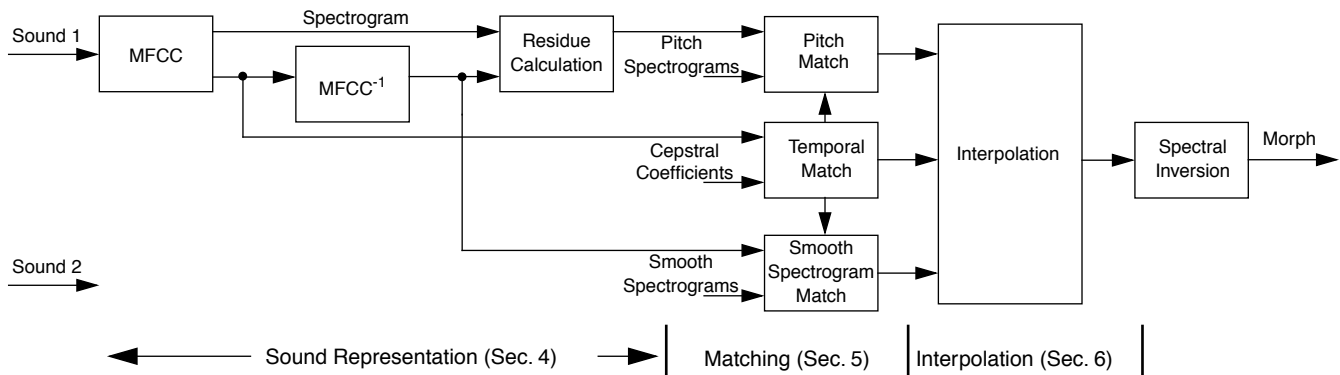 Sound 1
MFCC
Spectrogram
MFCC-1
Residue
Calculation
Pitch
Spectrograms
Pitch
Match
Cepstral
Coefficients
Temporal
Match
Interpolation
Spectral
Inversion
Morph
Sound 2
Smooth
Spectrograms
Smooth
Spectrogram
Match
Sound Representation (Sec. 4)
Matching (Sec. 5)
Interpolation (Sec. 6)